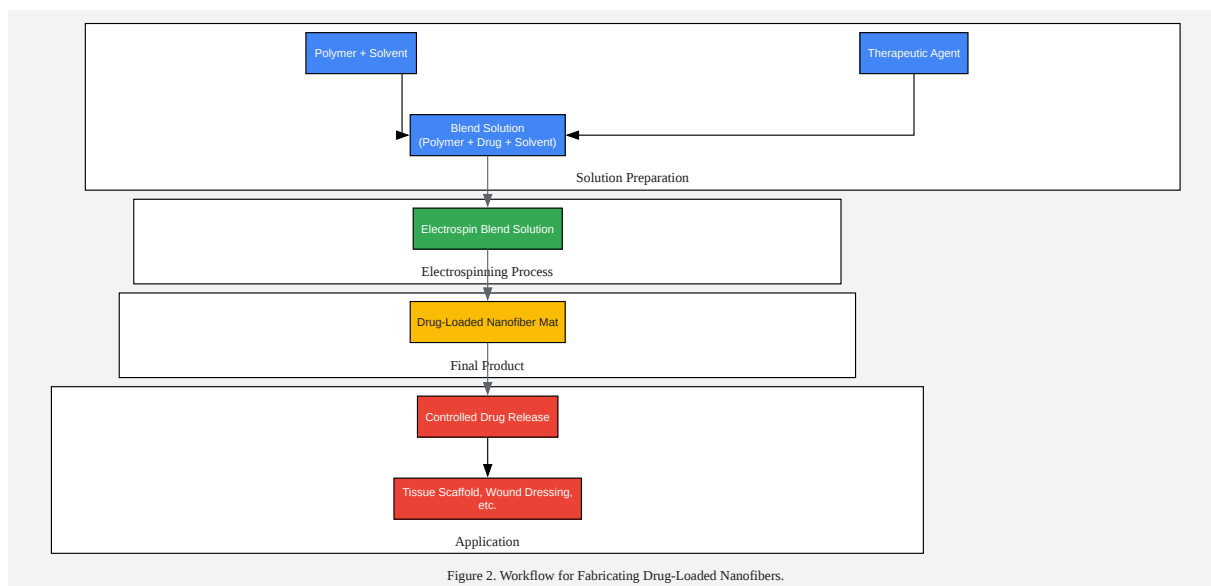 Polymer + Solvent
Therapeutic Agent
Blend Solution
(Polymer + Drug + Solvent)
Solution Preparation
Electrospin Blend Solution
Electrospinning Process
Drug-Loaded Nanofiber Mat
Final Product
Controlled Drug Release
Tissue Scaffold, Wound Dressing,
etc.
Application
Figure 2. Workflow for Fabricating Drug-Loaded Nanofibers.